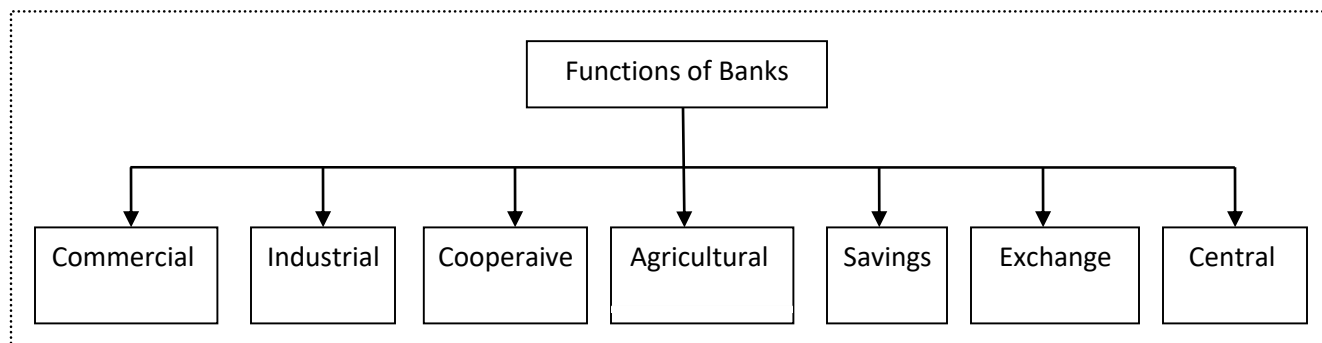 Functions of Banks
Commercial
Industrial
Cooperaive
Agricultural
Savings
Exchange
Central